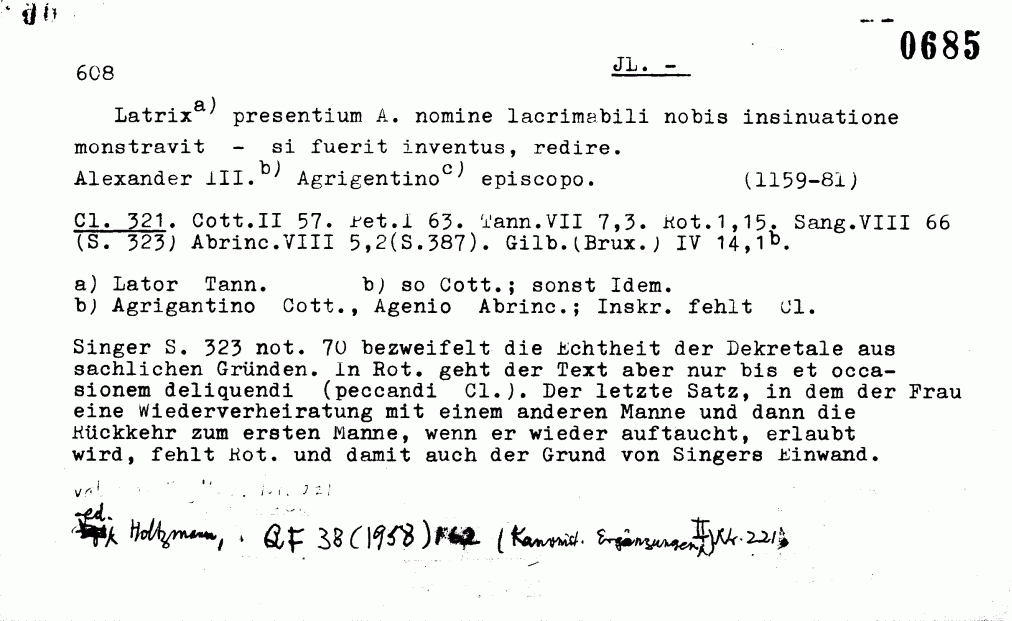 0685
608 JL. -
Latrix a) presentium A. nomine lacrimabili nobis insinuatione
monstravit - si fuerit inventus, redire.
Alexander III. b) Agrigentino c) episcopo. (1159-81)
Cl. 321. Cott.II 57. Pet.I 63. Tann.VII 7,3. Rot.1,15. Sang.VIII 66
(S. 323) Abrinc.VIII 5,2(S.387). Gilb.(Brux.) IV 14,1b.
a) Lator Tann. b) so Cott.; sonst Idem.
b) Agrigantino Cott., Agenio Abrinc.; Inskr. fehlt Cl.
Singer S. 323 not. 70 bezweifelt die Echtheit der Dekretale aus
sachlichen Gründen. In Rot. geht der Text aber nur bis et occa-
sionem deliquendi (peccandi Cl.). Der letzte Satz, in dem der Frau
eine Wiederverheiratung mit einem anderen Manne und dann die
Rückkehr zum ersten Manne, wenn er wieder auftaucht, erlaubt
wird, fehlt Rot. und damit auch der Grund von Singers Einwand.
221
ed. Holtzmann, QF 38 (1958) (Kanonist. Ergänzungen II) Nr. 221